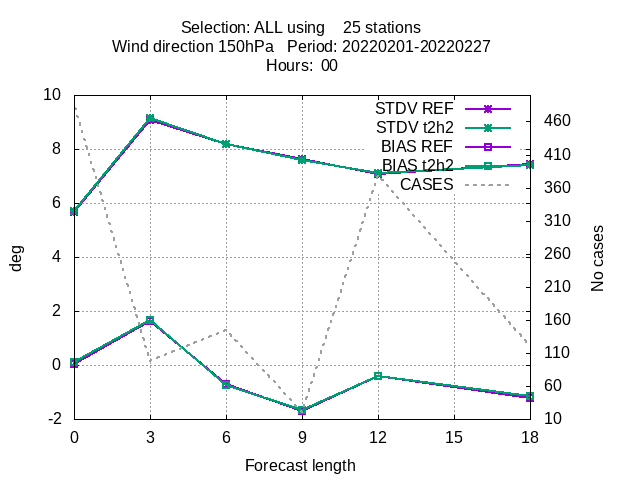 Selection: ALL using    25 stations
Wind direction 150hPa   Period: 20220201-20220227
Hours:  00
10
8
6
4
2
0
-2
deg
STDV REF
STDV t2h2
BIAS REF
BIAS t2h2
CASES
460
410
360
310
260
210
160
110
60
10
No cases
0 3 6 9 12 15 18
Forecast length